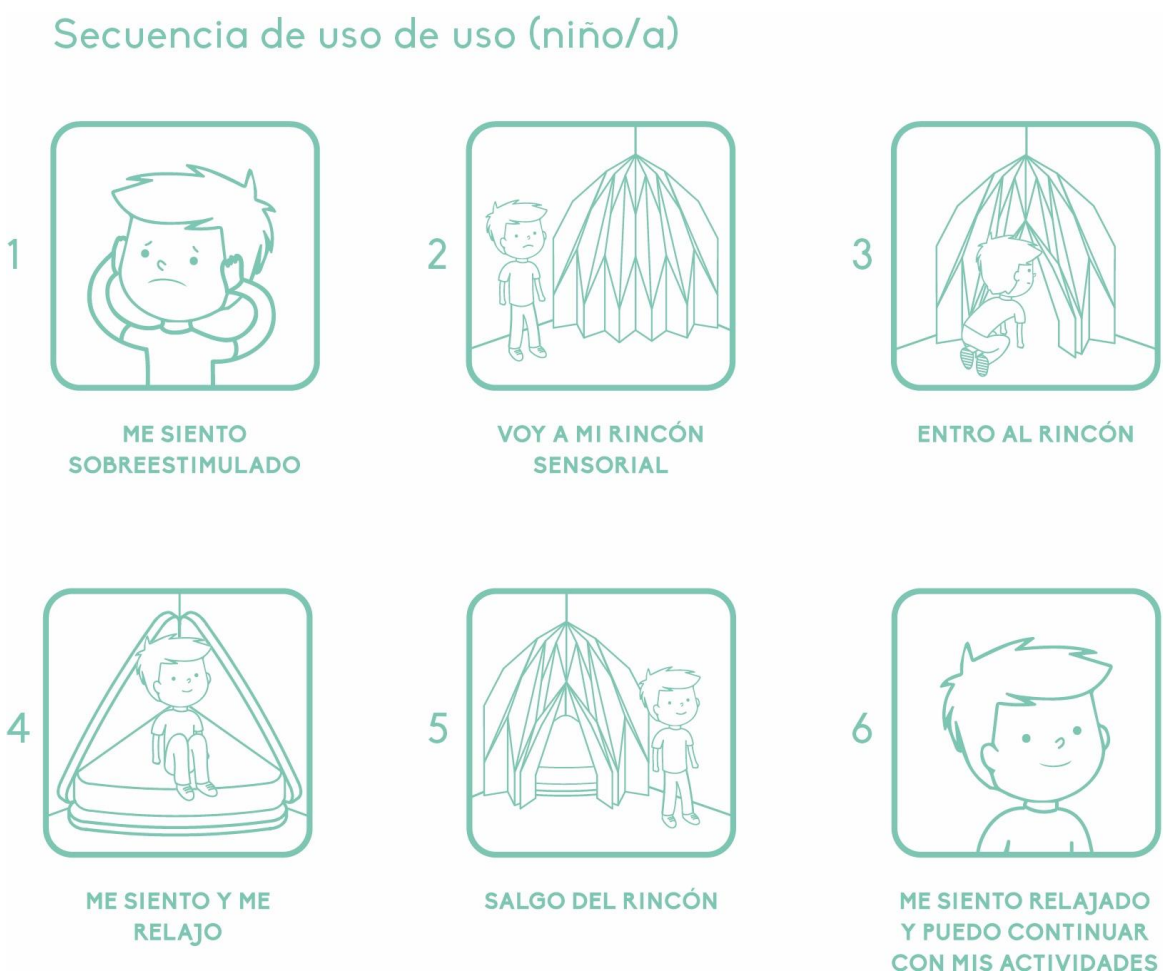 Secuencia de uso de uso (niño/a)
1
ME SIENTO
SOBREESTIMULADO
2
VOY A MI RINCÓN
SENSORIAL
3
ENTRO AL RINCÓN
4
ME SIENTO Y ME
RELAJO
5
SALGO DEL RINCÓN
6
ME SIENTO RELAJADO
Y PUEDO CONTINUAR
CON MIS ACTIVIDADES